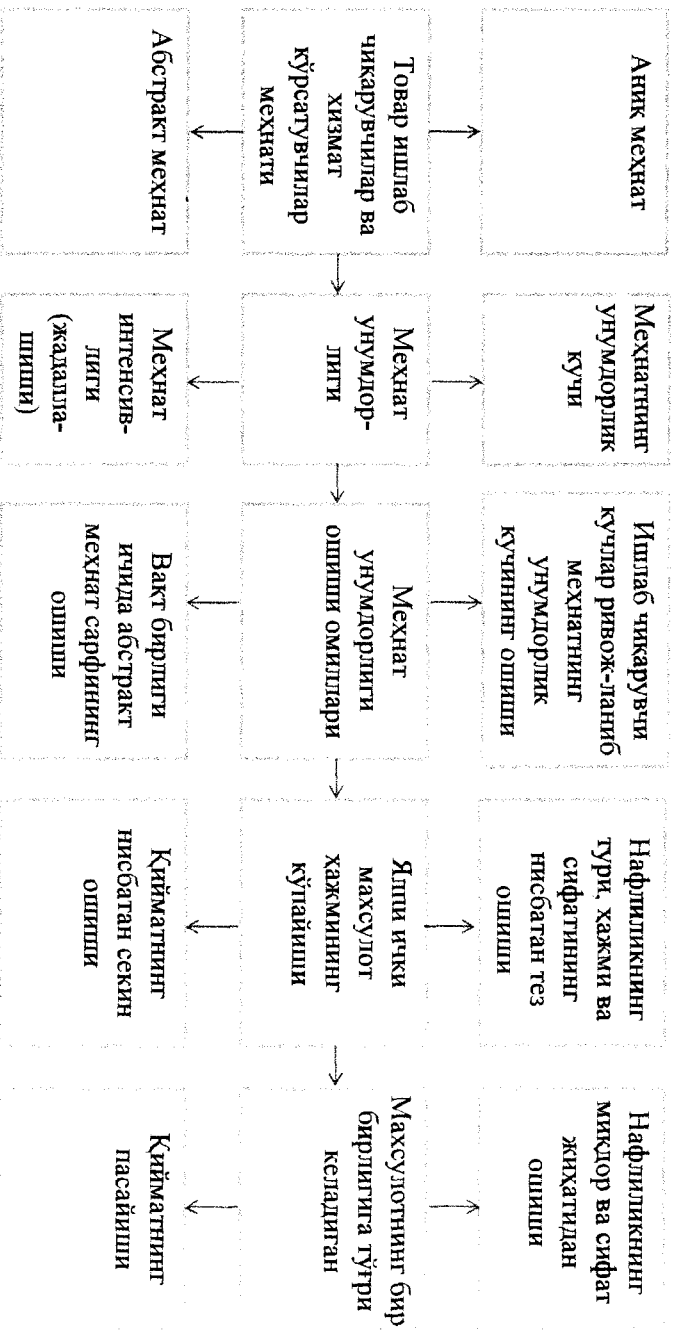 Аниқ меҳнат
Меҳнатнинг
унумдорлик
кучи
Ишлаб чиқарувчи
кучлар ривож-ланиб
меҳнатнинг
унумдорлик
кучининг ошиши
Нафлиликнинг
тури, ҳажми ва
сифатининг
нисбатан тез
ошиши
Нафлиликнинг
миқдор ва сифат
жиҳатидан
ошиши
Товар ишлаб
чиқарувчилар ва
хизмат
кўрсатувчилар
меҳнати
Меҳнат
унумдор-
лиги
Меҳнат
унумдорлиги
ошиши омиллари
Ялпи ички
махсулот
ҳажмининг
кўпайиши
Махсулотнинг бир
бирлигига тўғри
келадиган
Абстракт меҳнат
Меҳнат
интенсив-
лиги
(жадалла-
шиши)
Вақт бирлиги
ичида абстракт
меҳнат сарфининг
ошиши
Қийматнинг
нисбатан секин
ошиши
Қийматнинг
пасайиши